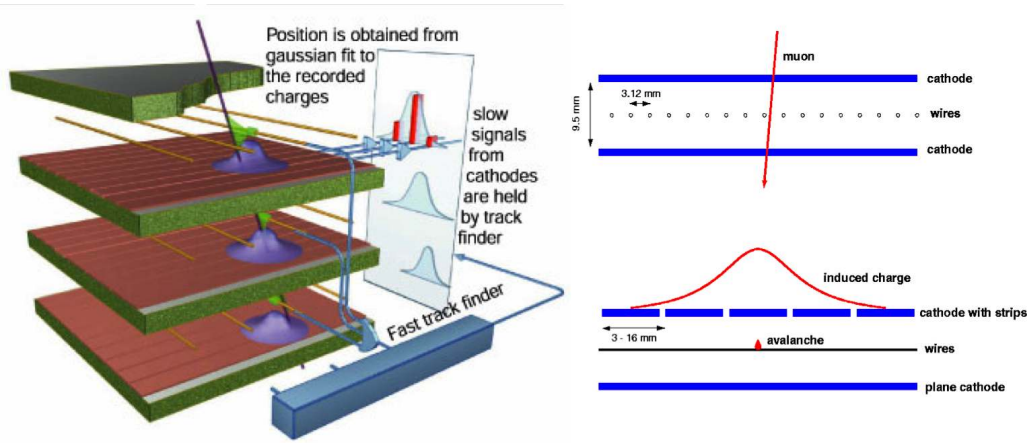 Position is obtained from
gaussian fit to
the recorded
charges
slow
signals
from
cathodes
are held
by track
finder
Fast track finder
muon
cathode
3.12 mm
wires
9.5 mm
cathode
induced charge
cathode with strips
3 - 16 mm
avalanche
wires
plane cathode